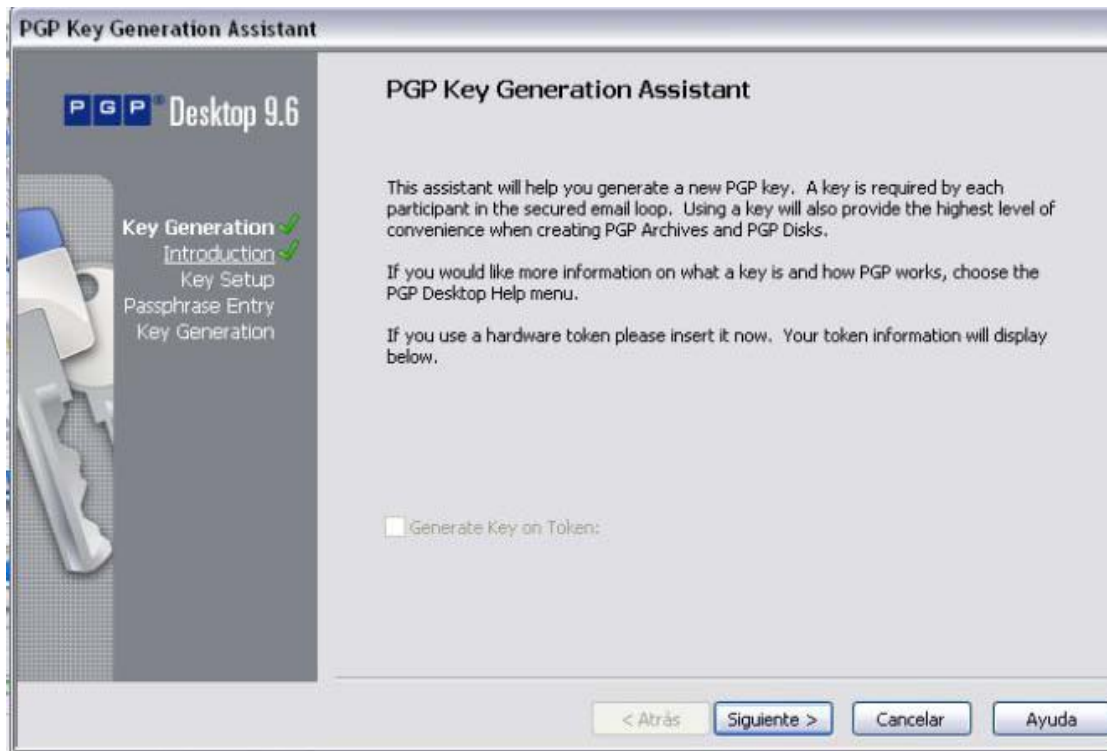 PGP Key Generation Assistant
PGP® Desktop 9.6
Key Generation
Introduction
Key Setup
Passphrase Entry
Key Generation
PGP Key Generation Assistant
This assistant will help you generate a new PGP key. A key is required by each
participant in the secured email loop. Using a key will also provide the highest level of
convenience when creating PGP Archives and PGP Disks.
If you would like more information on what a key is and how PGP works, choose the
PGP Desktop Help menu.
If you use a hardware token please insert it now. Your token information will display
below.
Generate Key on Token:
< Atrás
Siguiente >
Cancelar
Ayuda